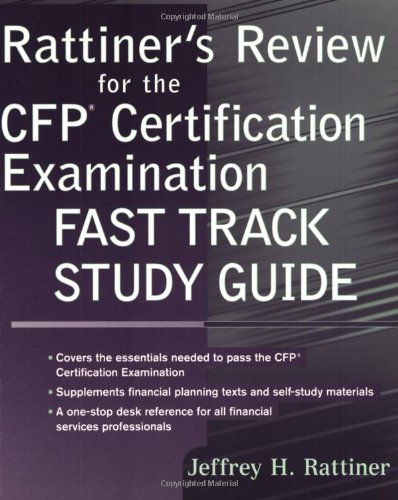 Rattiner's Review
for the
CFP® Certification
Examination
FAST TRACK
STUDY GUIDE
▪ Covers the essentials needed to pass the CFP®
Certification Examination
▪ Supplements financial planning texts and self-study materials
▪ A one-stop desk reference for all financial
services professionals
Jeffrey H. Rattiner